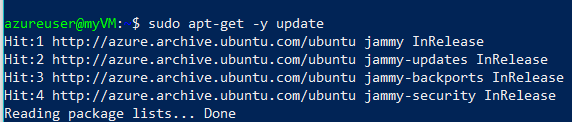 azureuser@myVM:~$ sudo apt-get -y update
Hit:1 http://azure.archive.ubuntu.com/ubuntu jammy InRelease
Hit:2 http://azure.archive.ubuntu.com/ubuntu jammy-updates InRelease
Hit:3 http://azure.archive.ubuntu.com/ubuntu jammy-backports InRelease
Hit:4 http://azure.archive.ubuntu.com/ubuntu jammy-security InRelease
Reading package lists... Done